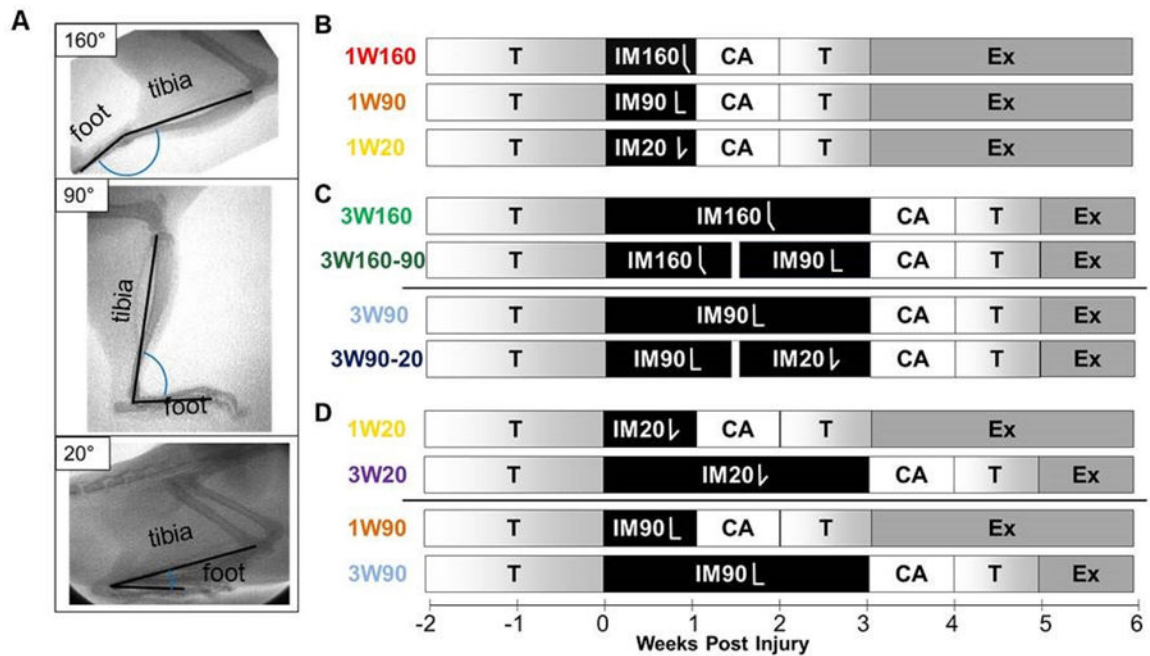 A
160°
tibia
foot
90°
tibia
foot
20°
tibia
foot
B
1W160 T IM160 CA T Ex
1W90 T IM90 CA T Ex
1W20 T IM20 CA T Ex
C
3W160 T IM160 CA T Ex
3W160-90 T IM160 IM90 CA T Ex
3W90 T IM90 CA T Ex
3W90-20 T IM90 IM20 CA T Ex
D
1W20 T IM20 CA T Ex
3W20 T IM20 CA T Ex
1W90 T IM90 CA T Ex
3W90 T IM90 CA T Ex
-2 -1 0 1 2 3 4 5 6
Weeks Post Injury